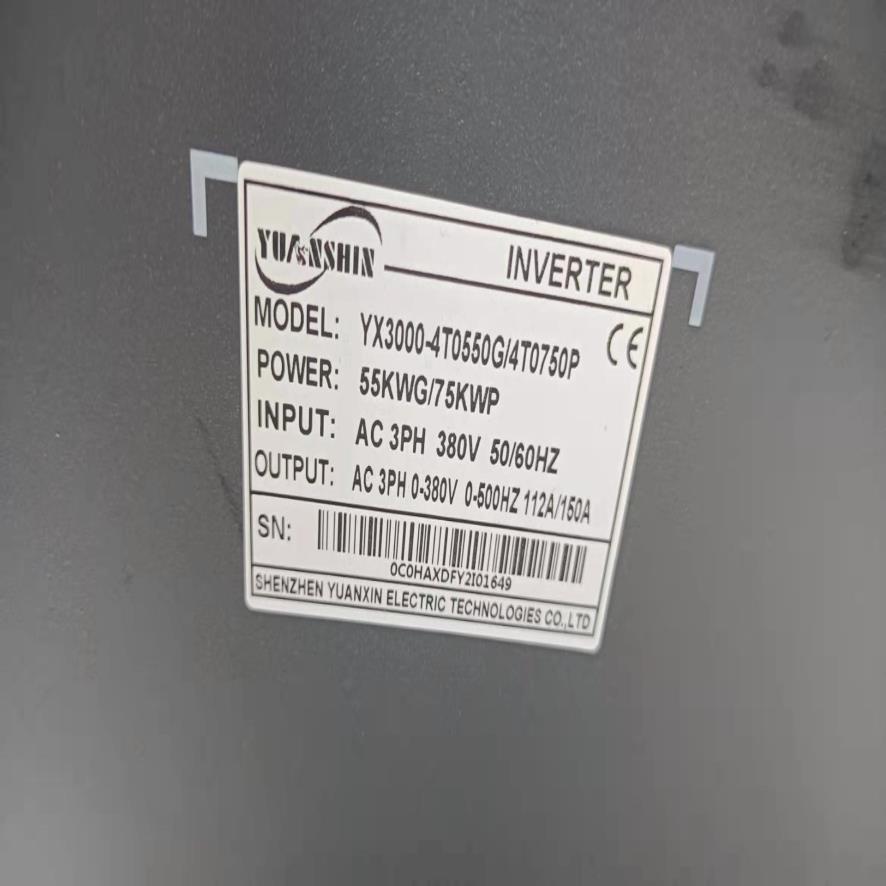 YUANSHIN
INVERTER
MODEL: YX3000-4T0550G/4T0750P
POWER: 55KWG/75KWP
INPUT: AC 3PH 380V 50/60HZ
OUTPUT: AC 3PH 0-380V 0-500HZ 112A/150A
CE
SN:
0C0HAXDFY2I01649
SHENZHEN YUANXIN ELECTRIC TECHNOLOGIES CO.,LTD